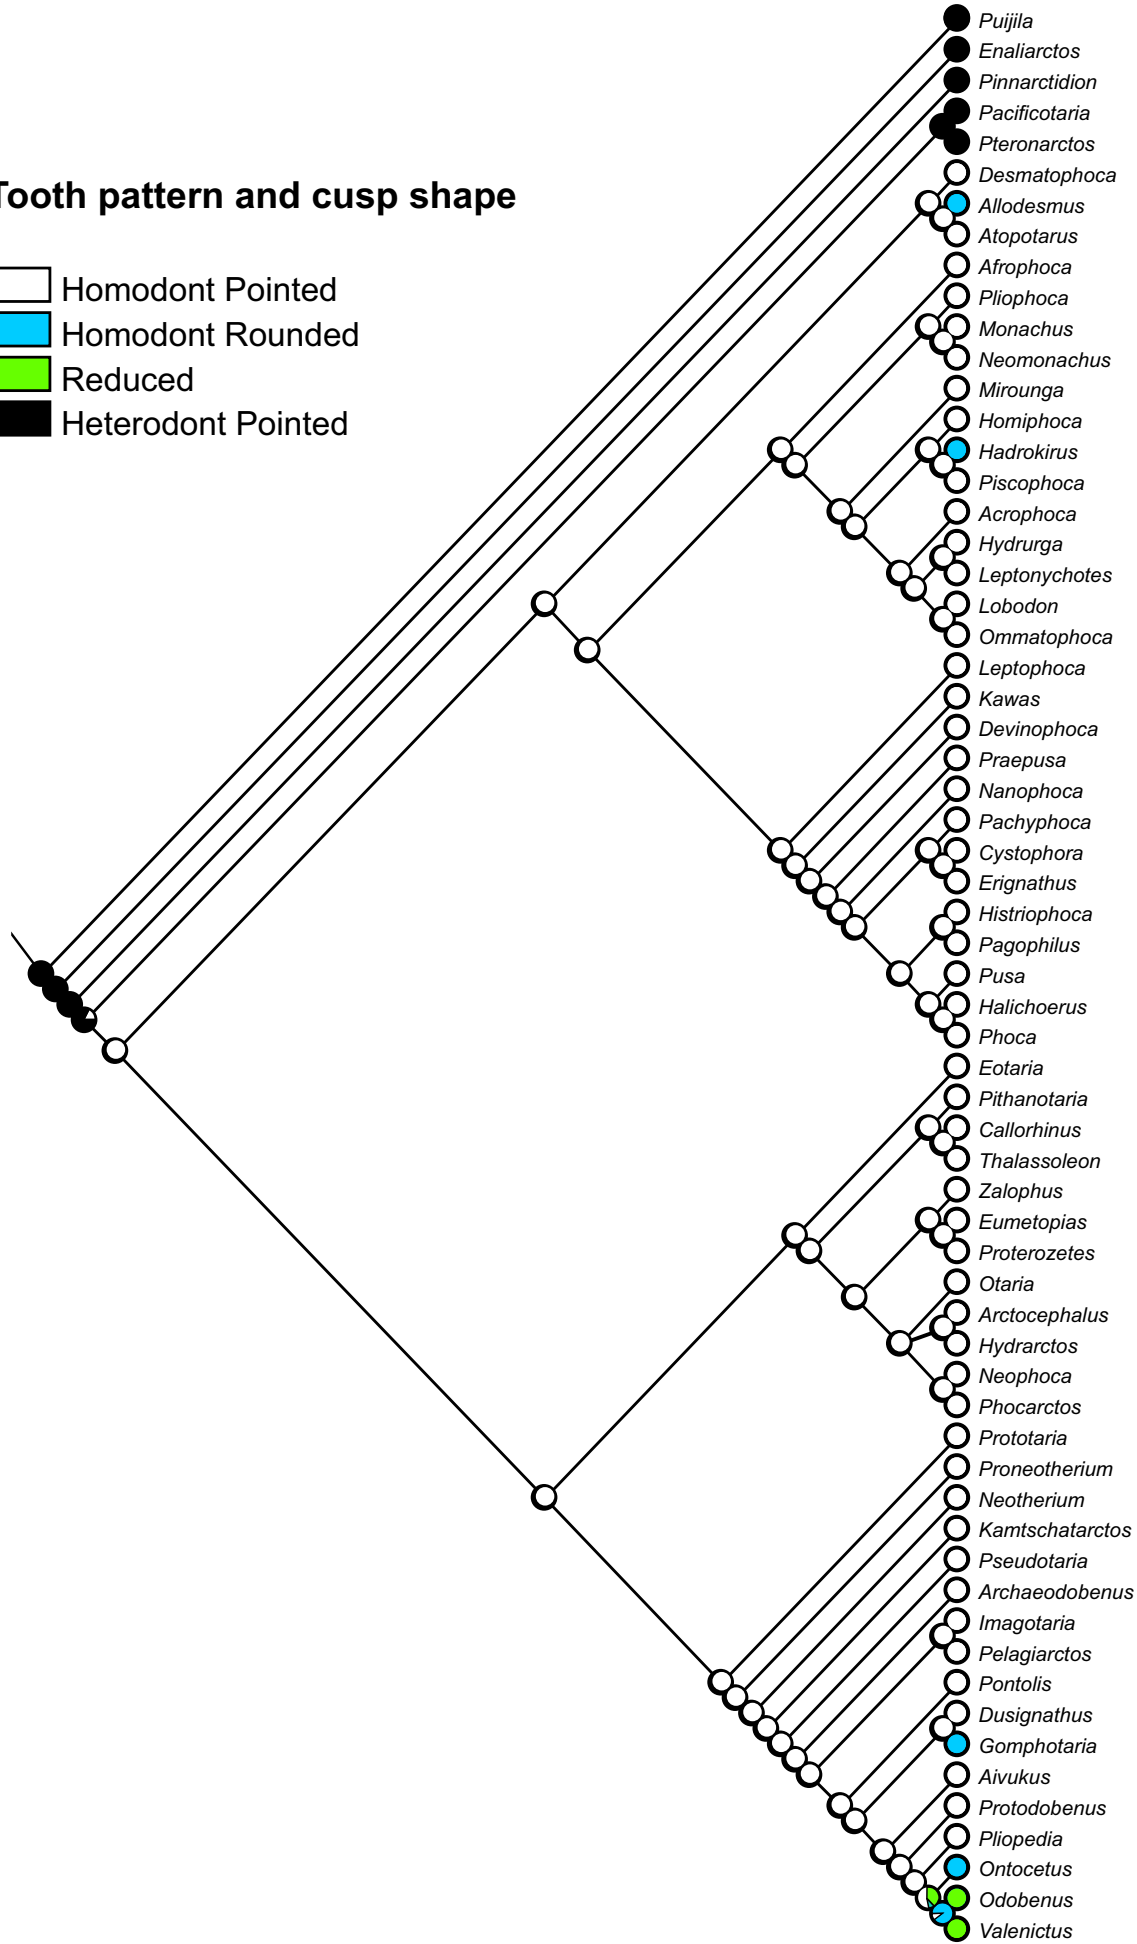 Puijila
Enaliarctos
Pinnarctidion
Pacificotaria
Pteronarctos
Desmatophoca
Tooth pattern and cusp shape
Allodesmus
Atopotarus
Afrophoca
Homodont Pointed
Pliophoca
Homodont Rounded
Monachus
Neomonachus
Reduced
Mirounga
Heterodont Pointed
Homiphoca
Hadrokirus
Piscophoca
Acrophoca
Hydrurga
Leptonychotes
Lobodon
Ommatophoca
Leptophoca
Kawas
Devinophoca
Praepusa
Nanophoca
Pachyphoca
Cystophora
Erignathus
Histriophoca
Pagophilus
Pusa
Halichoerus
Phoca
Eotaria
Pithanotaria
Callorhinus
Thalassoleon
Zalophus
Eumetopias
Proterozetes
Otaria
Arctocephalus
Hydrarctos
Neophoca
Phocarctos
Prototaria
Proneotherium
Neotherium
Kamtschatarctos
Pseudotaria
Archaeodobenus
Imagotaria
Pelagiarctos
Pontolis
Dusignathus
Gomphotaria
Aivukus
Protodobenus
Pliopedia
Ontocetus
Odobenus
Valenictus